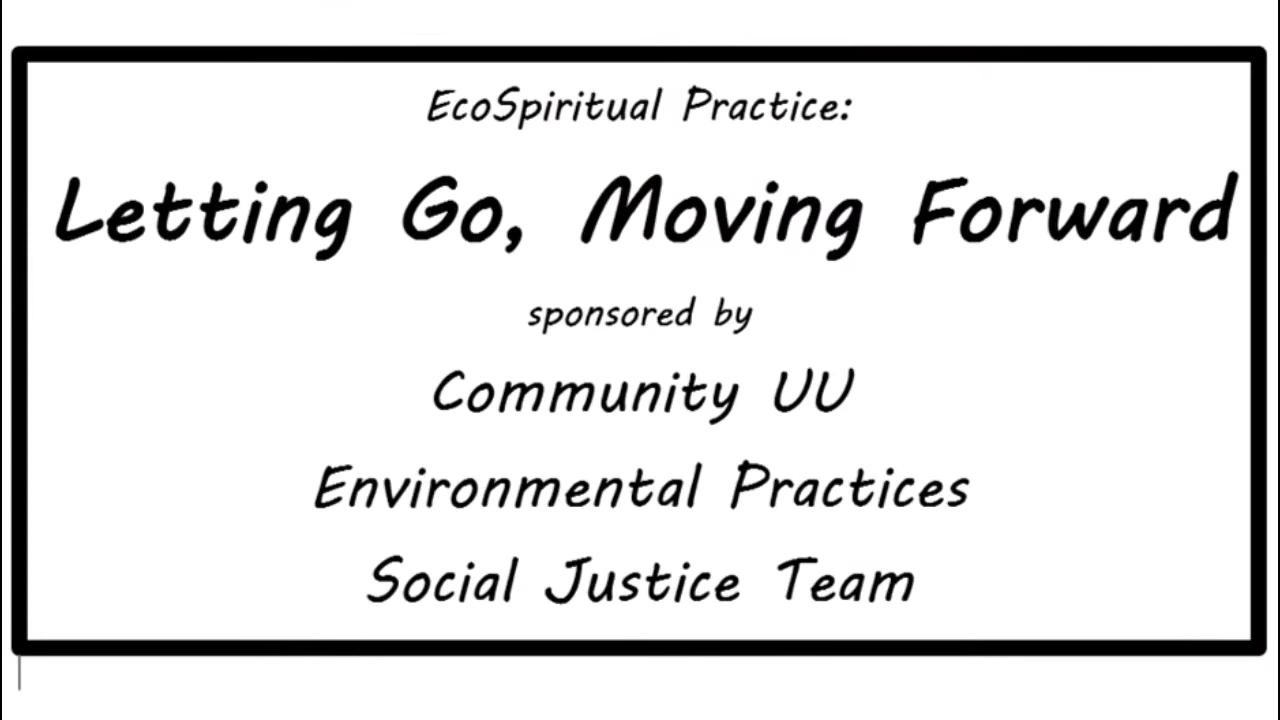 EcoSpiritual Practice:
Letting Go, Moving Forward
sponsored by
Community UU
Environmental Practices
Social Justice Team